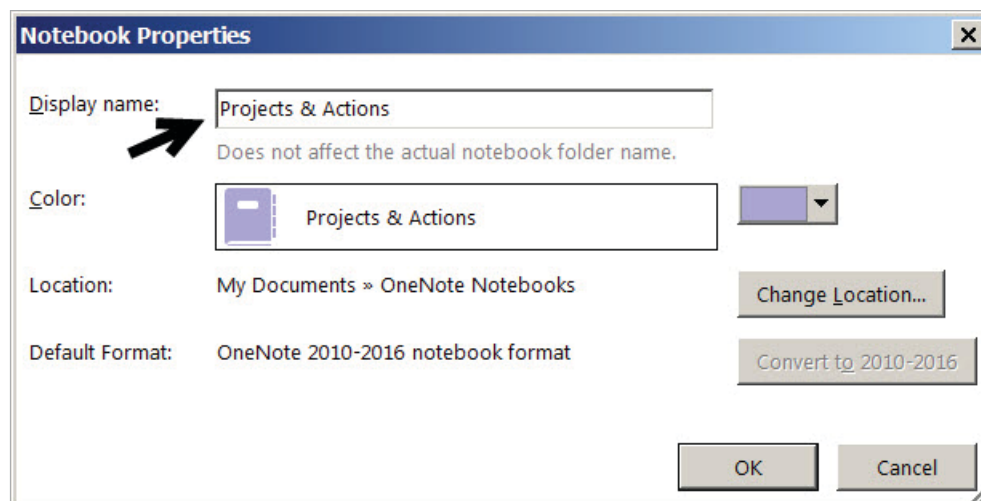 Notebook Properties
Display name: Projects & Actions
Does not affect the actual notebook folder name.
Color: Projects & Actions
Location: My Documents » OneNote Notebooks Change Location...
Default Format: OneNote 2010-2016 notebook format Convert to 2010-2016
OK Cancel